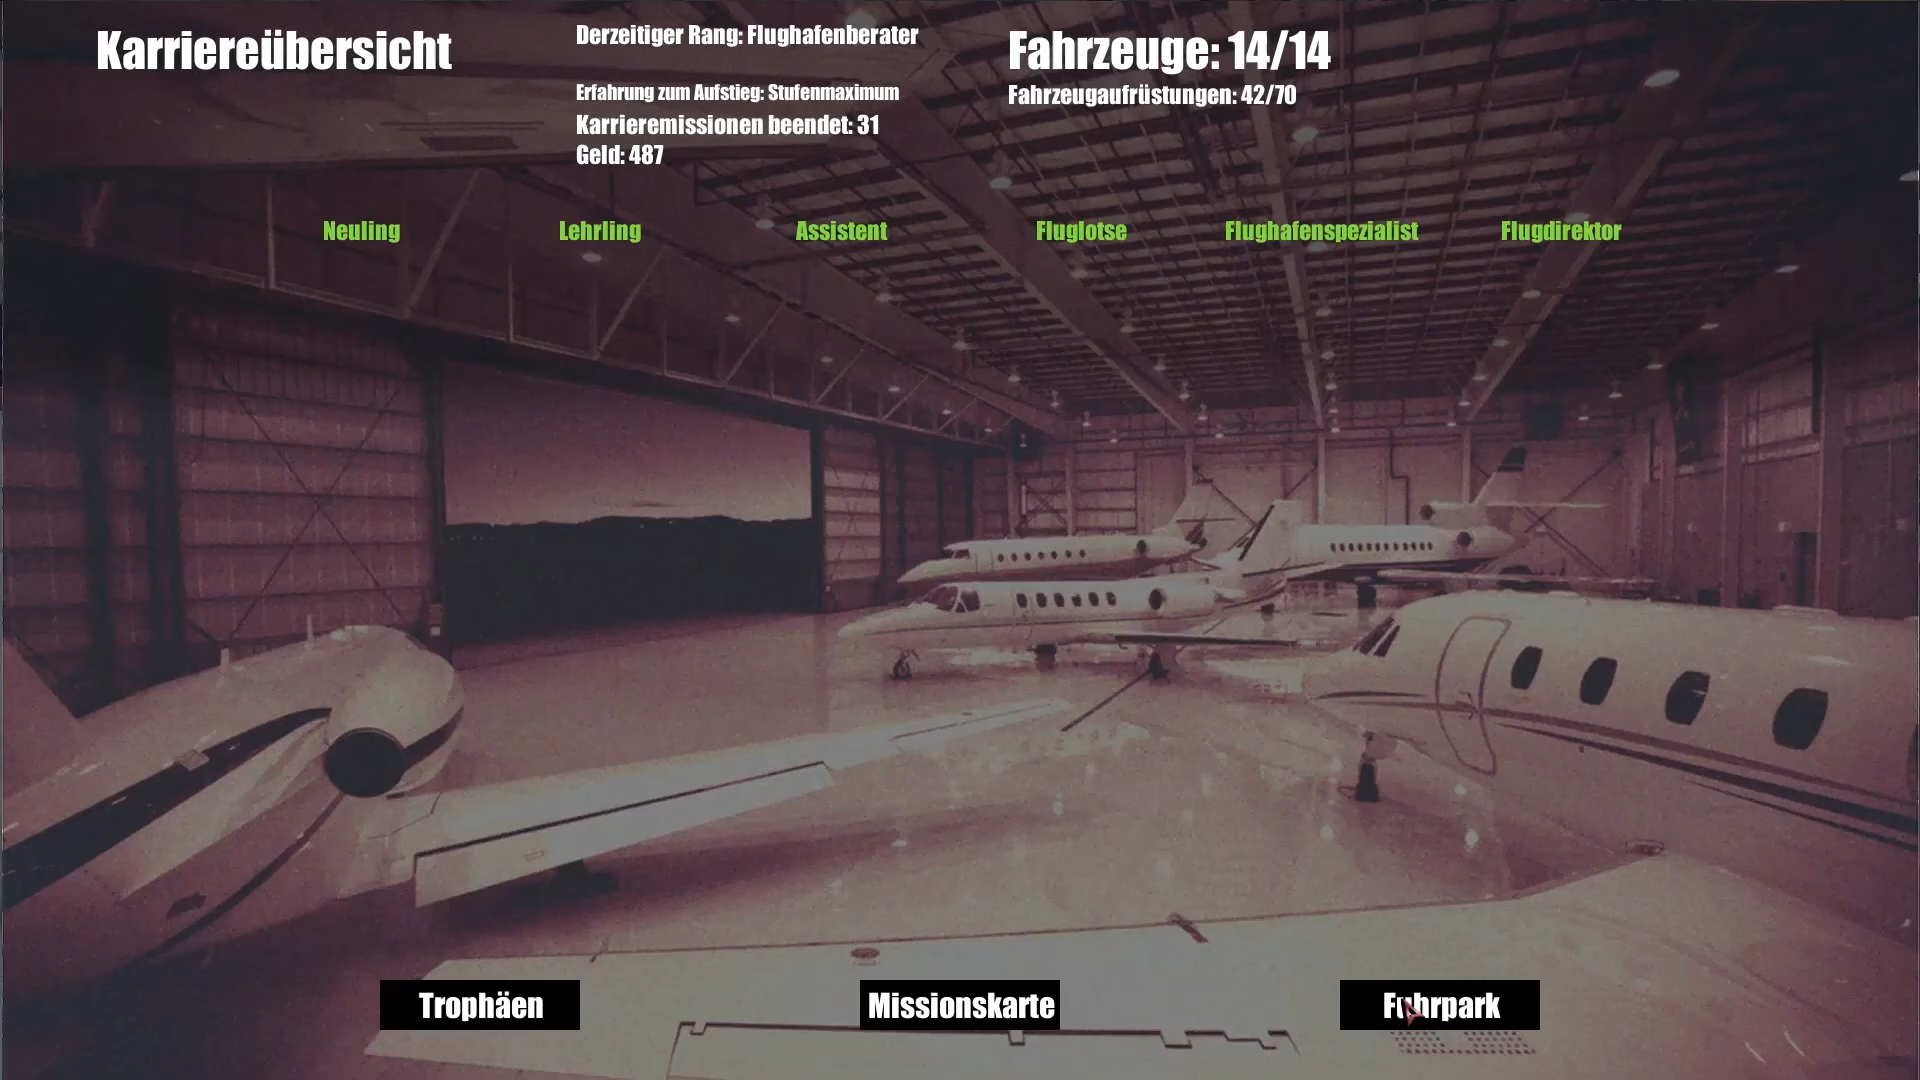 Karriereübersicht
Derzeitiger Rang: Flughafenberater
Erfahrung zum Aufstieg: Stufenmaximum
Karrieremissionen beendet: 31
Geld: 487
Fahrzeuge: 14/14
Fahrzeugaufrüstungen: 42/70
Neuling
Lehrling
Assistent
Fluglotse
Flughafenspezialist
Flugdirektor
Trophäen
Missionskarte
Fuhrpark